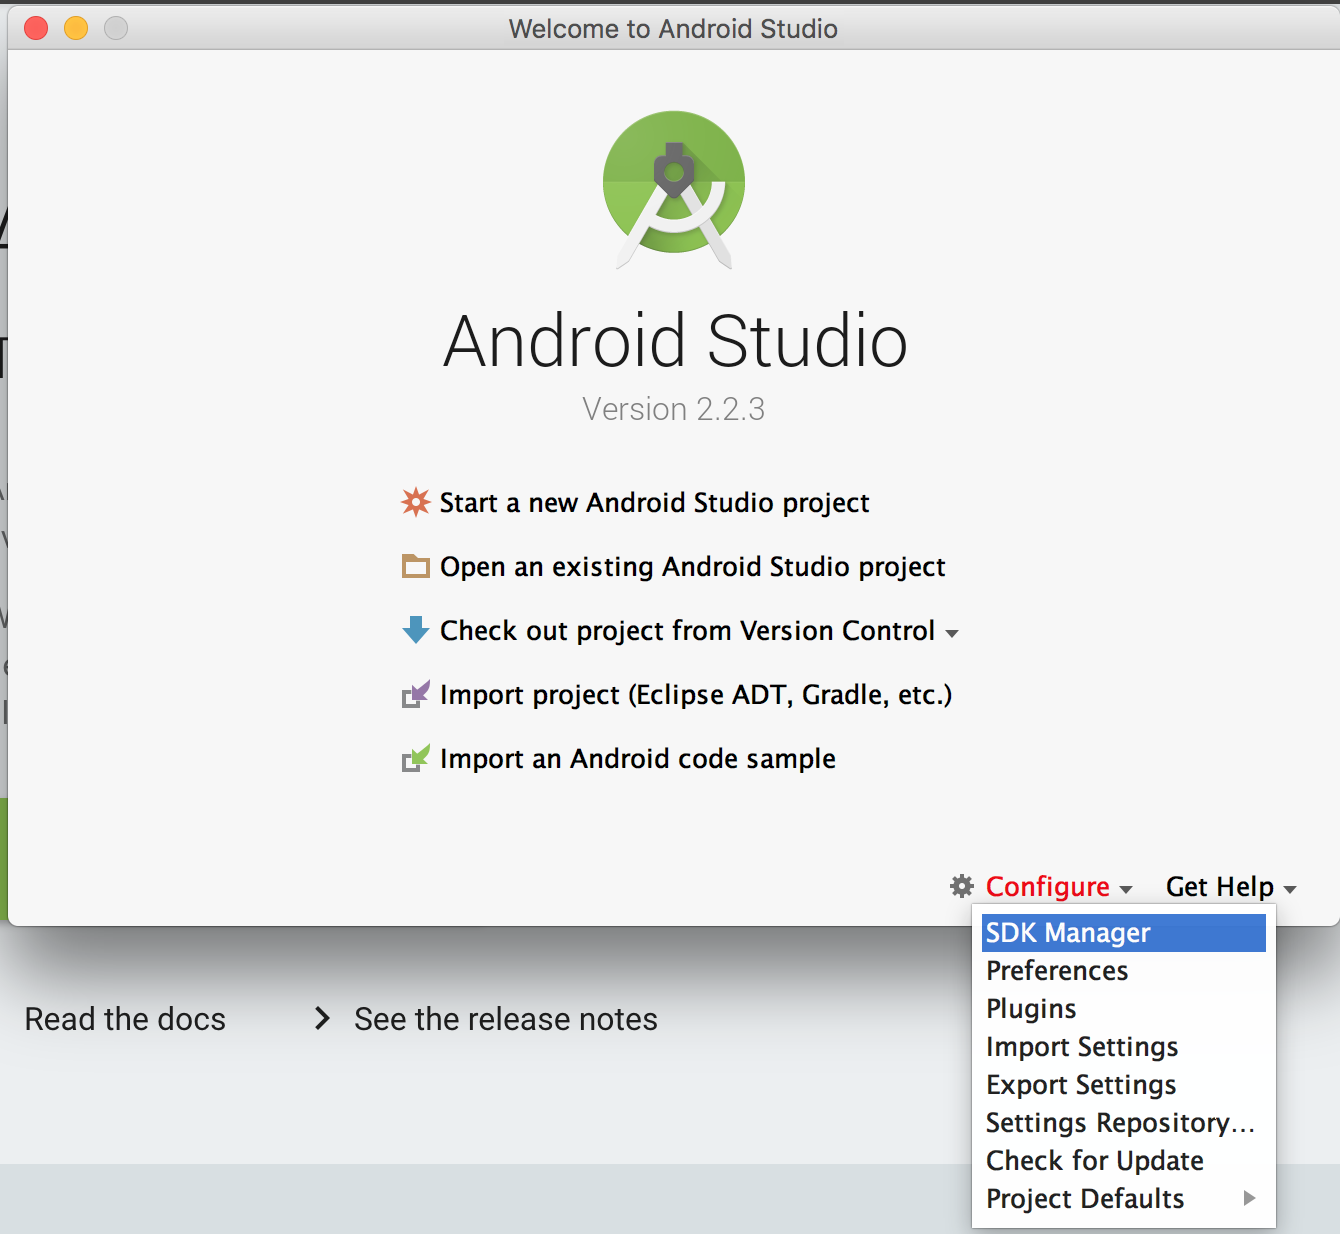 Welcome to Android Studio
Android Studio
Version 2.2.3
Start a new Android Studio project
Open an existing Android Studio project
Check out project from Version Control
Import project (Eclipse ADT, Gradle, etc.)
Import an Android code sample
Configure Get Help
SDK Manager
Preferences
Plugins
Import Settings
Export Settings
Settings Repository...
Check for Update
Project Defaults
Read the docs
See the release notes